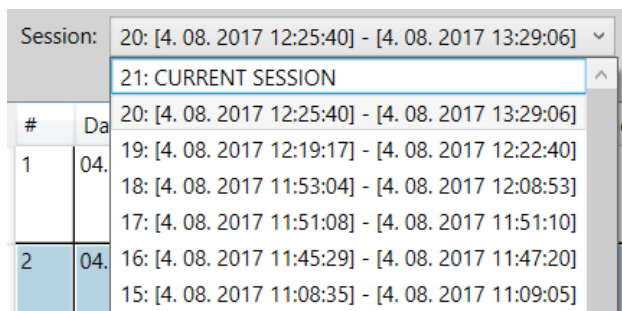 Session: 20: [4. 08. 2017 12:25:40] - [4. 08. 2017 13:29:06]
21: CURRENT SESSION
# Da 20: [4. 08. 2017 12:25:40] - [4. 08. 2017 13:29:06]
1 04. 19: [4. 08. 2017 12:19:17] - [4. 08. 2017 12:22:40]
18: [4. 08. 2017 11:53:04] - [4. 08. 2017 12:08:53]
17: [4. 08. 2017 11:51:08] - [4. 08. 2017 11:51:10]
2 04. 16: [4. 08. 2017 11:45:29] - [4. 08. 2017 11:47:20]
15: [4. 08. 2017 11:08:35] - [4. 08. 2017 11:09:05]